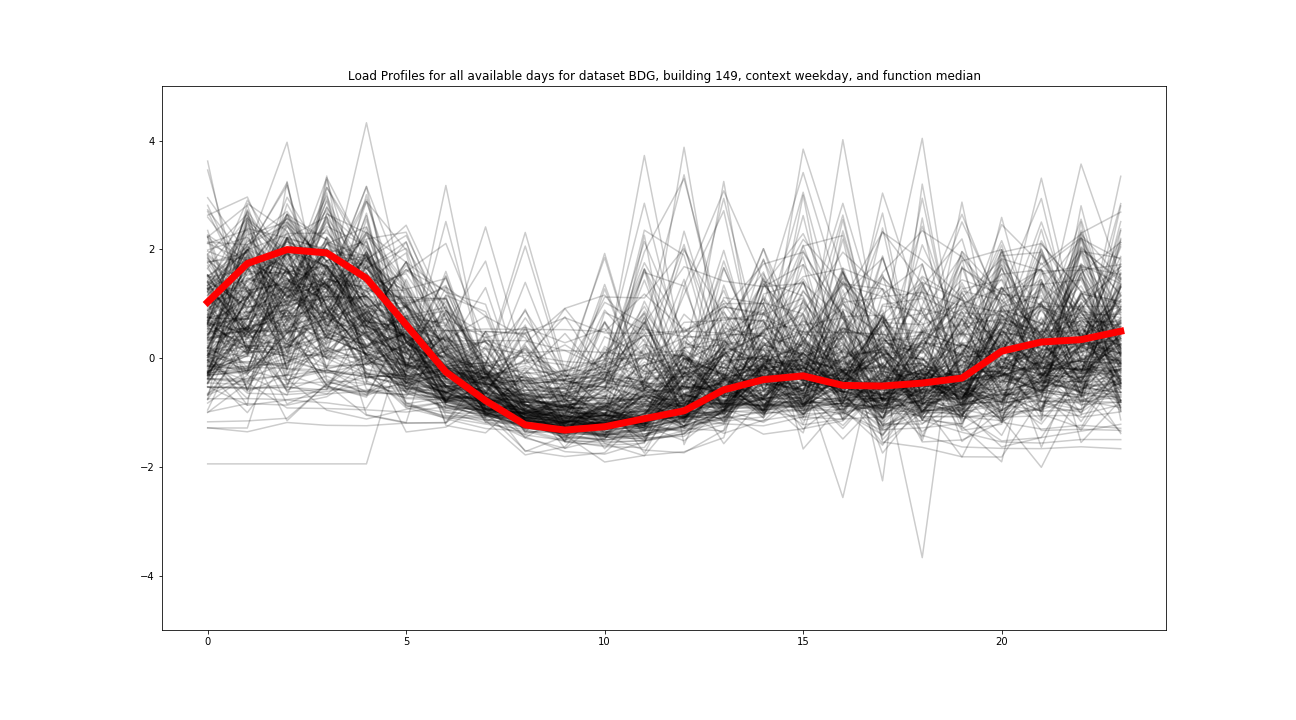 Load Profiles for all available days for dataset BDG, building 149, context weekday, and function median
4
2
0
−2
−4
0 5 10 15 20